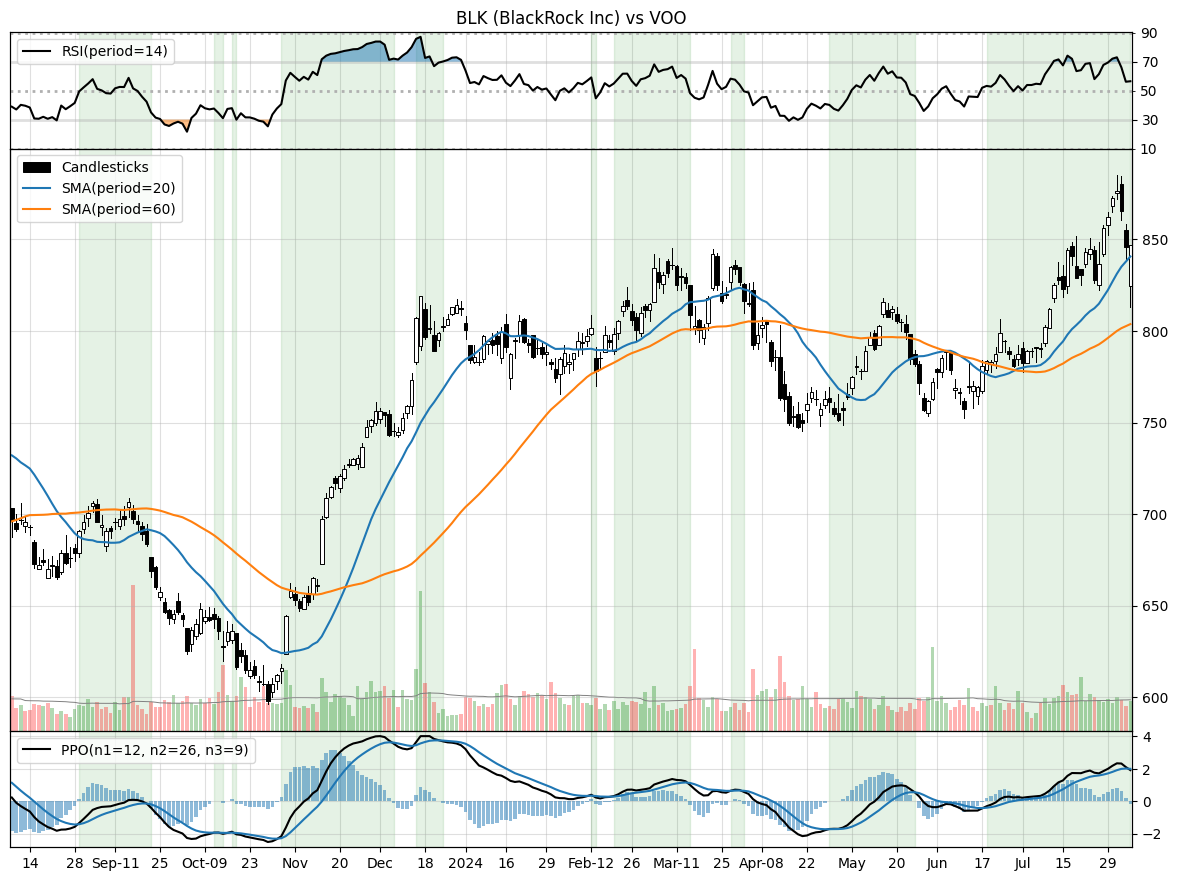 BLK (BlackRock Inc) vs VOO
RSI(period=14)
90
70
50
30
10
Candlesticks
SMA(period=20)
SMA(period=60)
850
800
750
700
650
600
PPO(n1=12, n2=26, n3=9)
4
2
0
−2
14 28 Sep-11 25 Oct-09 23 Nov 20 Dec 18 2024 16 29 Feb-12 26 Mar-11 25 Apr-08 22 May 20 Jun 17 Jul 15 29